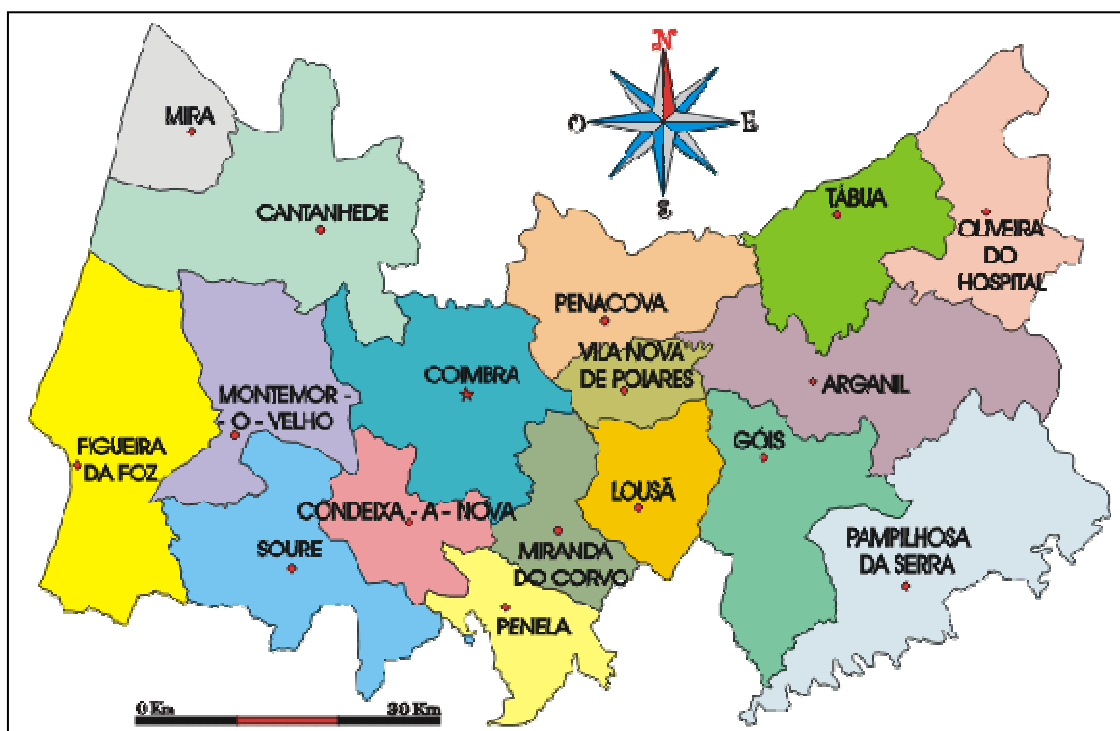 N
O
E
S
MIRA
CANTANHEDE
TÁBUA
OLIVEIRA
DO
HOSPITAL
PENACOVA
VILA NOVA
DE POIARES
COIMBRA
ARGANIL
MONTEMOR -
- O - VELHO
FIGUEIRA
DA FOZ
GÓIS
LOUSÃ
CONDEIXA - A - NOVA
SOURE
MIRANDA
DO CORVO
PAMPILHOSA
DA SERRA
PENELA
0 Km
30 Km